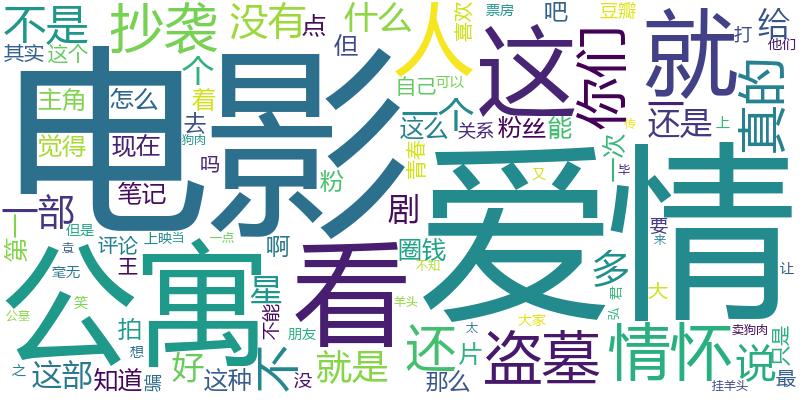 不是
抄袭
没有
点
什么
人
喜欢
票房
吧
豆瓣
打
给
他们
其实
这个
个
但
这
你们
就
真的
电影
主角
怎么
着
去
狗肉
自己
可以
一个
这么
关系
粉丝
能
还是
上
觉得
现在
吗
青春
一次
传
笔记
粉
剧
爱情
又
毕
一部
第一
但是
袁
评论
上映
当
一点
啊
圈钱
不知
要
来
毫无
王
公寓
星
看
多
君
大
让
公墓
笑
拍
想
不能
朋友
羊头
还
太
片
大家
盗墓
弘
情怀
说
卖狗肉
只是
之
这部
知道
好
这种
不
没
就是
那么
挂羊头
最